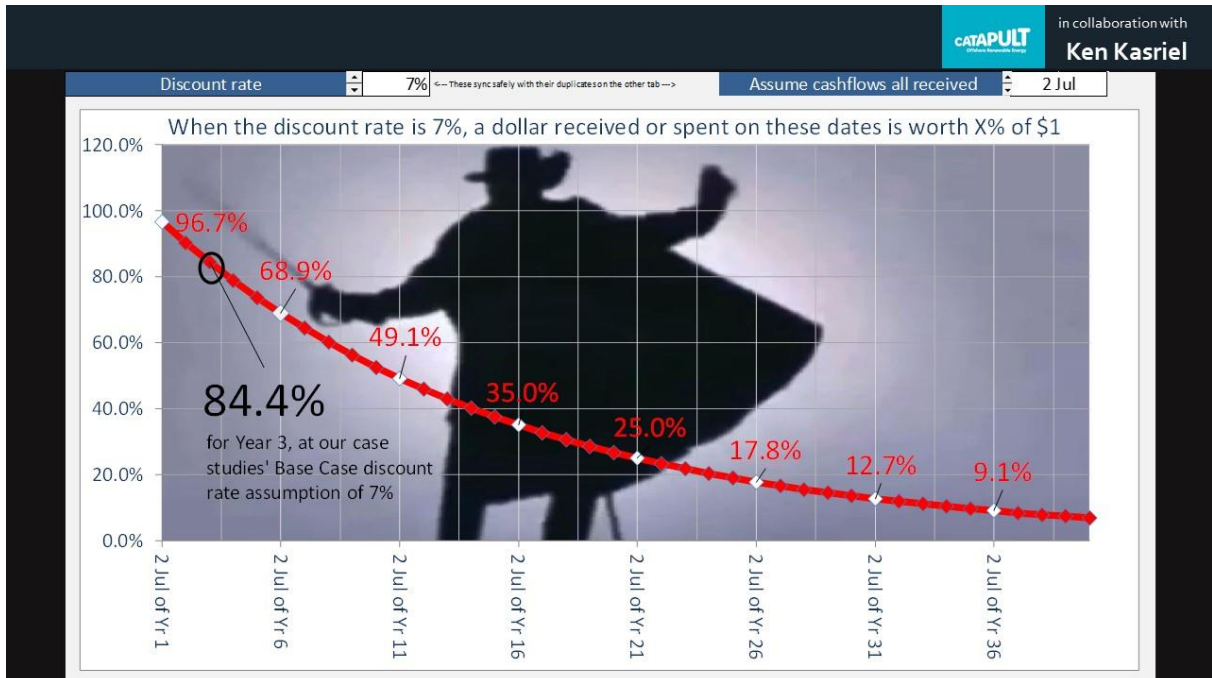 CATAPULT
Offshore Renewable Energy
in collaboration with
Ken Kasriel
Discount rate
7%
<--- These sync safely with their duplicates on the other tab --->
Assume cashflows all received
2 Jul
When the discount rate is 7%, a dollar received or spent on these dates is worth X% of $1
120.0%
100.0%
80.0%
60.0%
40.0%
20.0%
0.0%
96.7%
68.9%
49.1%
35.0%
25.0%
17.8%
12.7%
9.1%
84.4%
for Year 3, at our case
studies' Base Case discount
rate assumption of 7%
2 Jul of Yr 1
2 Jul of Yr 6
2 Jul of Yr 11
2 Jul of Yr 16
2 Jul of Yr 21
2 Jul of Yr 26
2 Jul of Yr 31
2 Jul of Yr 36